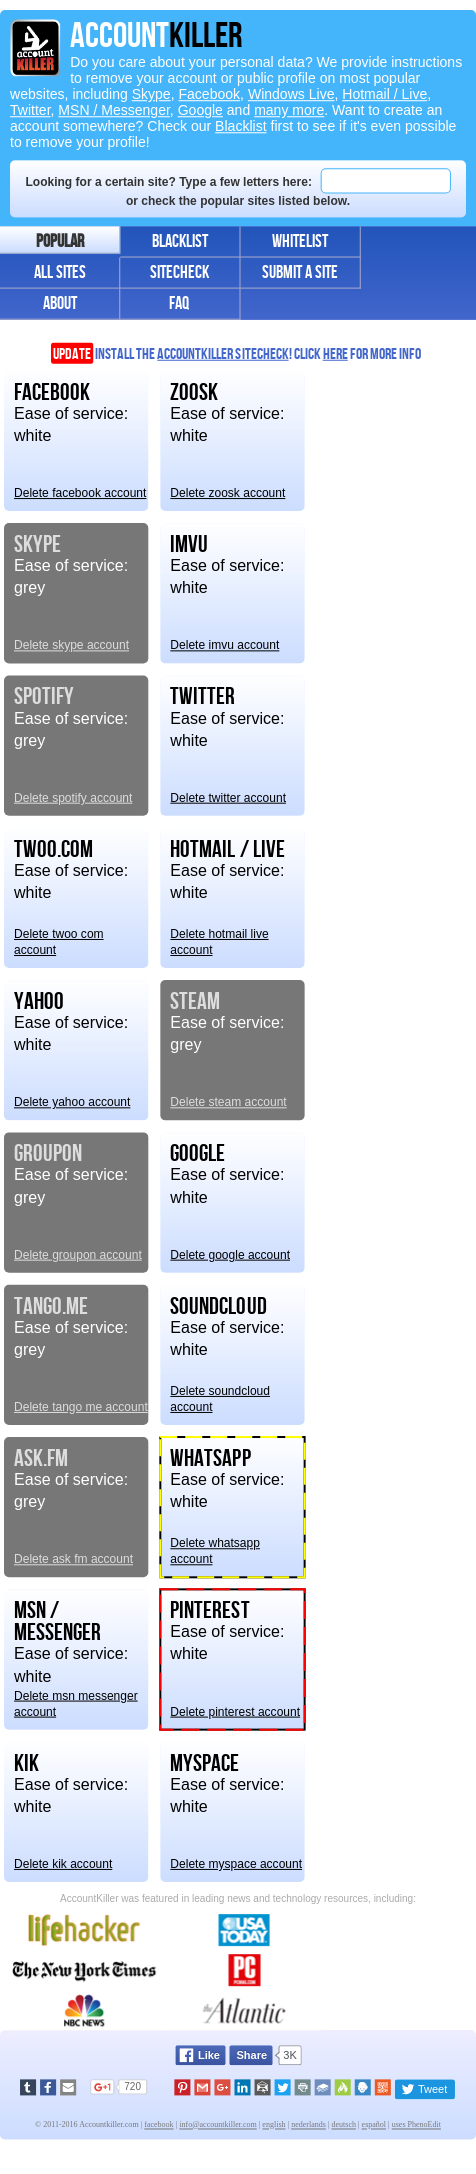 ACCOUNTKILLER
account
KILLER
Do you care about your personal data? We provide instructions
to remove your account or public profile on most popular
websites, including Skype, Facebook, Windows Live, Hotmail / Live,
Twitter, MSN / Messenger, Google and many more. Want to create an
account somewhere? Check our Blacklist first to see if it's even possible
to remove your profile!
Looking for a certain site? Type a few letters here:
or check the popular sites listed below.
POPULAR BLACKLIST WHITELIST
ALL SITES SITECHECK SUBMIT A SITE
ABOUT FAQ
UPDATE INSTALL THE ACCOUNTKILLER SITECHECK! CLICK HERE FOR MORE INFO
FACEBOOK
Ease of service:
white
Delete facebook account
ZOOSK
Ease of service:
white
Delete zoosk account
SKYPE
Ease of service:
grey
Delete skype account
IMVU
Ease of service:
white
Delete imvu account
SPOTIFY
Ease of service:
grey
Delete spotify account
TWITTER
Ease of service:
white
Delete twitter account
TWOO.COM
Ease of service:
white
Delete twoo com
account
HOTMAIL / LIVE
Ease of service:
white
Delete hotmail live
account
YAHOO
Ease of service:
white
Delete yahoo account
STEAM
Ease of service:
grey
Delete steam account
GROUPON
Ease of service:
grey
Delete groupon account
GOOGLE
Ease of service:
white
Delete google account
TANGO.ME
Ease of service:
grey
Delete tango me account
SOUNDCLOUD
Ease of service:
white
Delete soundcloud
account
ASK.FM
Ease of service:
grey
Delete ask fm account
WHATSAPP
Ease of service:
white
Delete whatsapp
account
MSN /
MESSENGER
Ease of service:
white
Delete msn messenger
account
PINTEREST
Ease of service:
white
Delete pinterest account
KIK
Ease of service:
white
Delete kik account
MYSPACE
Ease of service:
white
Delete myspace account
AccountKiller was featured in leading news and technology resources, including:
lifehacker
USA
TODAY
The New York Times
PC
NBC NEWS
the Atlantic
Like Share 3K
G+1 720
Tweet
© 2011-2016 Accountkiller.com | facebook | info@accountkiller.com | english | nederlands | deutsch | español | uses PhenoEdit